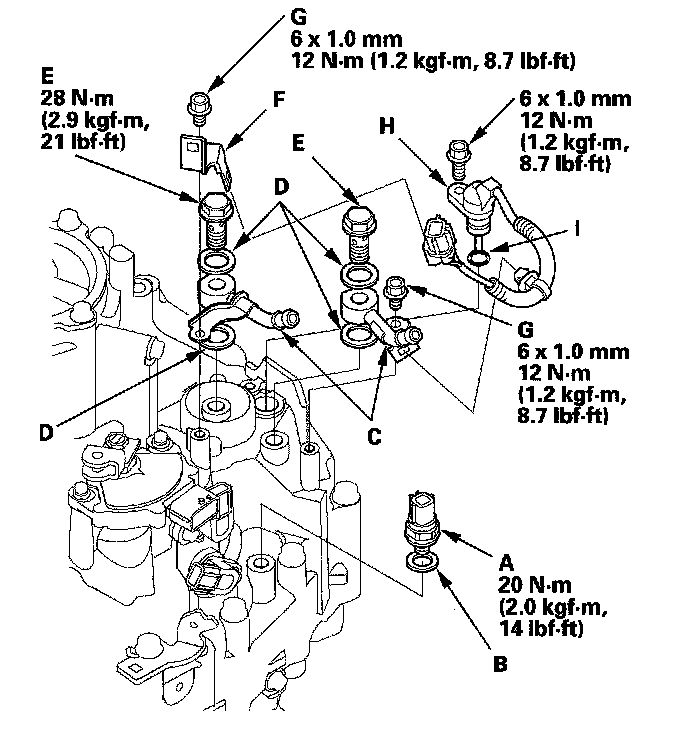 G
6 x 1.0 mm
12 N·m (1.2 kgf·m, 8.7 lbf·ft)
E
28 N·m
(2.9 kgf·m,
21 lbf·ft)
F
6 x 1.0 mm
12 N·m
(1.2 kgf·m,
8.7 lbf·ft)
H
E
D
I
G
6 x 1.0 mm
12 N·m
(1.2 kgf·m,
8.7 lbf·ft)
D
C
A
20 N·m
(2.0 kgf·m,
14 lbf·ft)
B